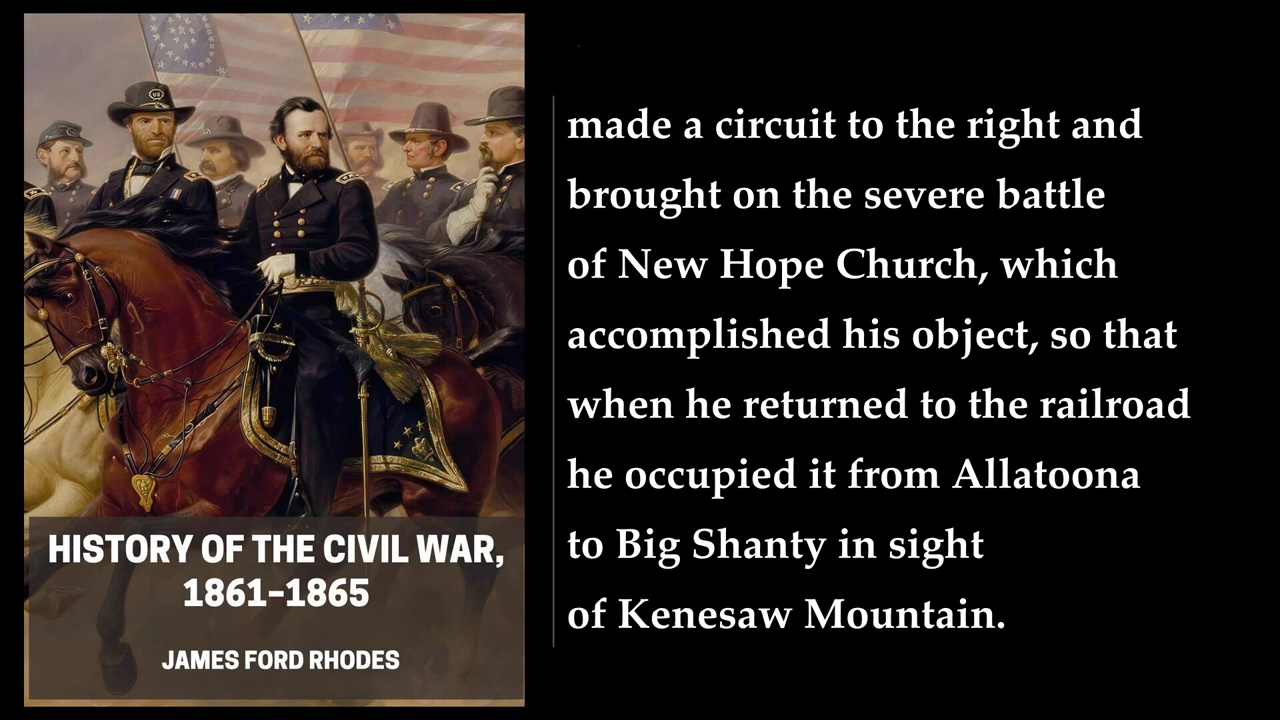 HISTORY OF THE CIVIL WAR,
1861–1865
JAMES FORD RHODES
made a circuit to the right and
brought on the severe battle
of New Hope Church, which
accomplished his object, so that
when he returned to the railroad
he occupied it from Allatoona
to Big Shanty in sight
of Kenesaw Mountain.